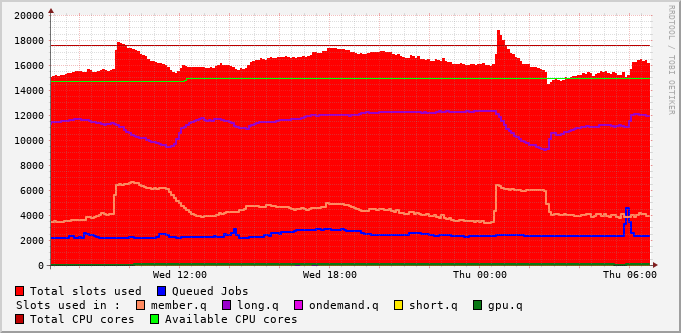 20000
18000
16000
14000
12000
10000
8000
6000
4000
2000
0
Wed 12:00 Wed 18:00 Thu 00:00 Thu 06:00
Total slots used Queued Jobs
Slots used in : member.q long.q ondemand.q short.q gpu.q
Total CPU cores Available CPU cores
RRDTOOL / TOBI OETIKER